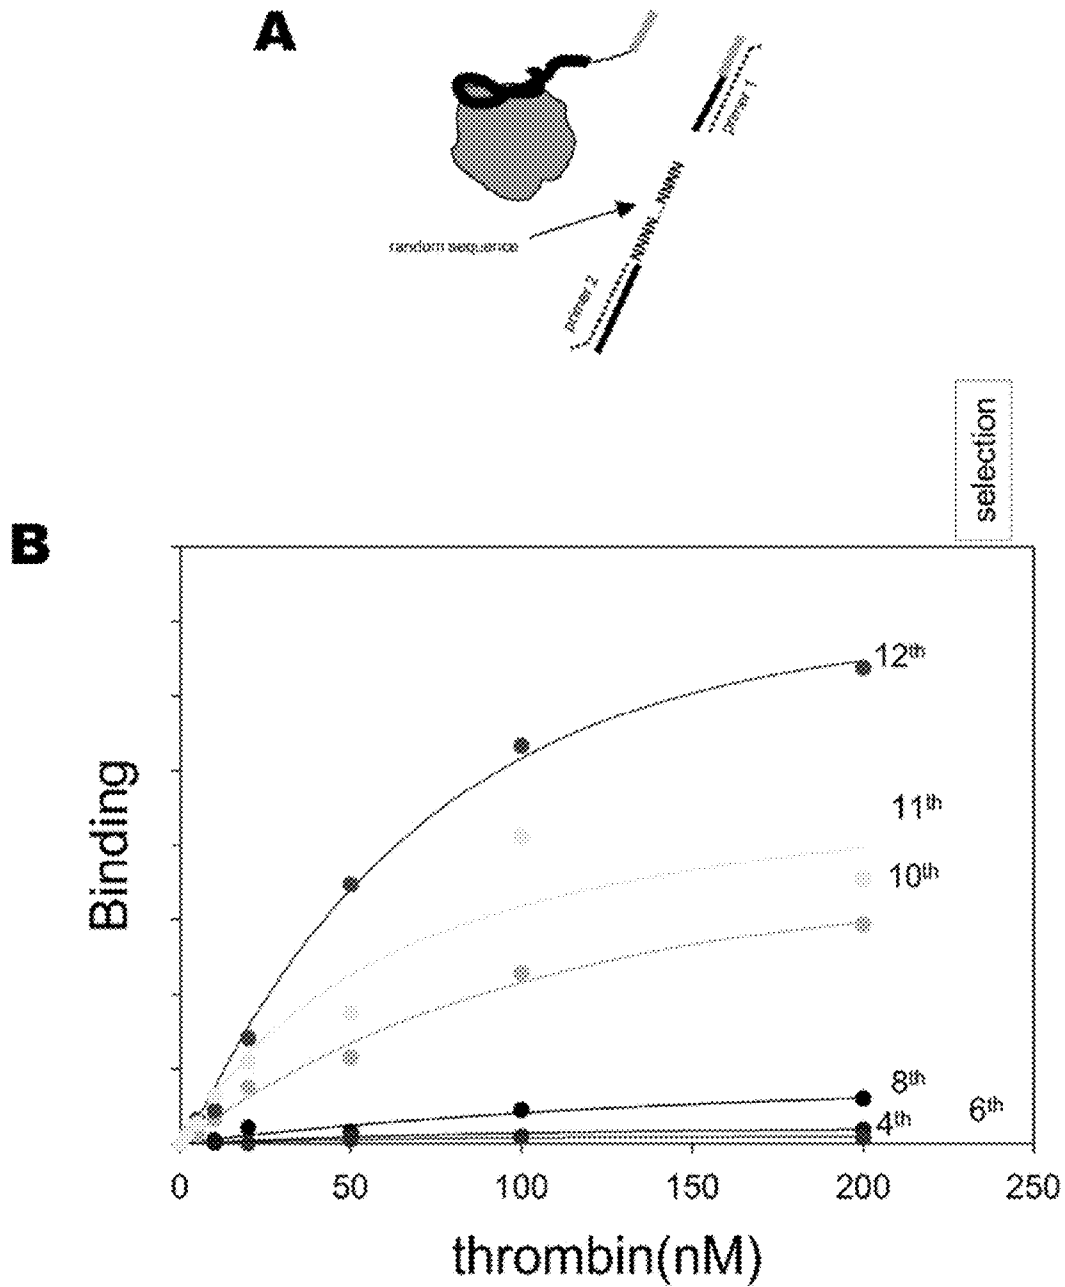 A
primer 1
NNNN...NNNN
random sequence
primer 2
selection
B
12th
11th
10th
8th
6th
4th
Binding
0 50 100 150 200 250
thrombin(nM)